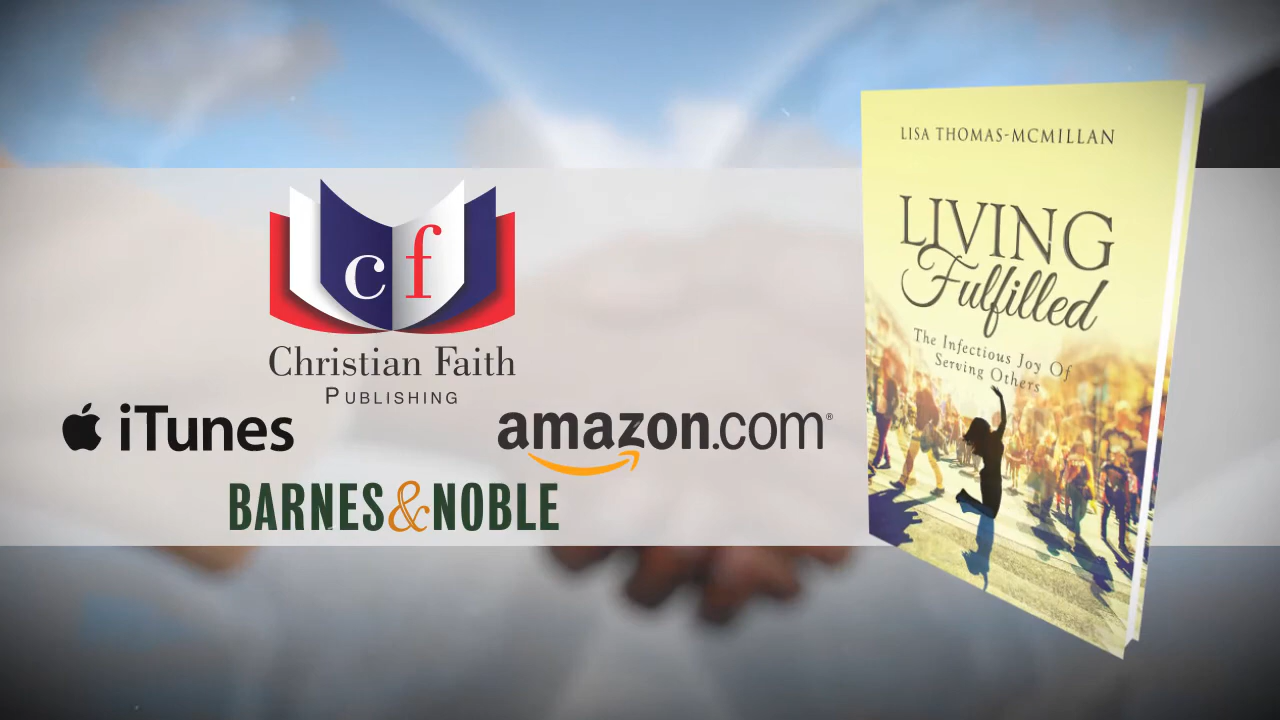 cf
Christian Faith
PUBLISHING
iTunes
amazon.com®
BARNES&NOBLE
LISA THOMAS-MCMILLAN
LIVING
Fulfilled
The Infectious Joy Of
Serving Others